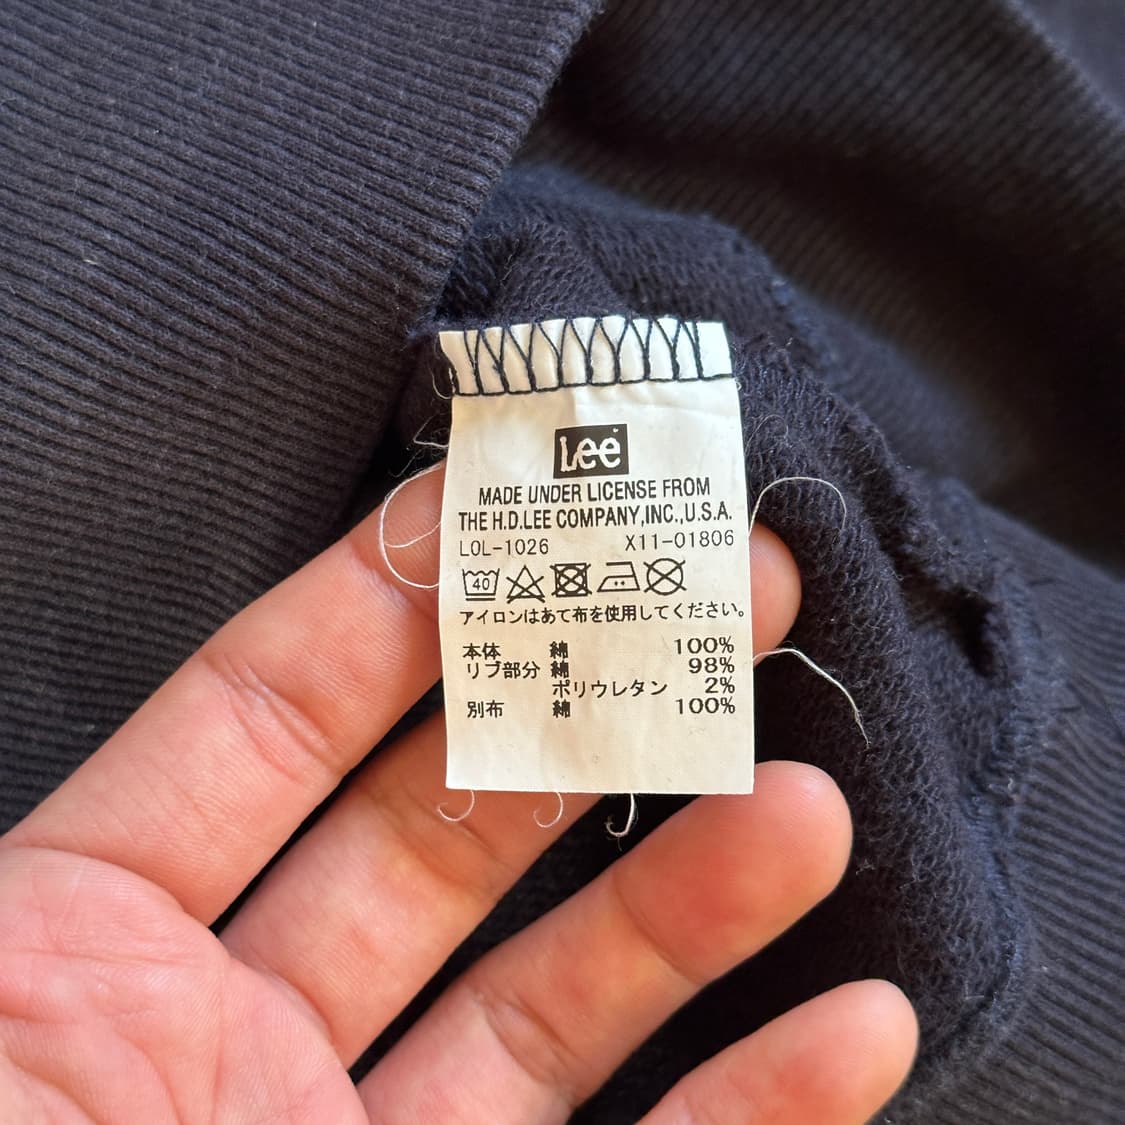 Lee
MADE UNDER LICENSE FROM
THE H.D.LEE COMPANY,INC.,U.S.A.
LOL-1026 X11-01806
40
アイロンはあて布を使用してください。
本体 綿 100%
リブ部分 綿 98%
ポリウレタン 2%
別布 綿 100%